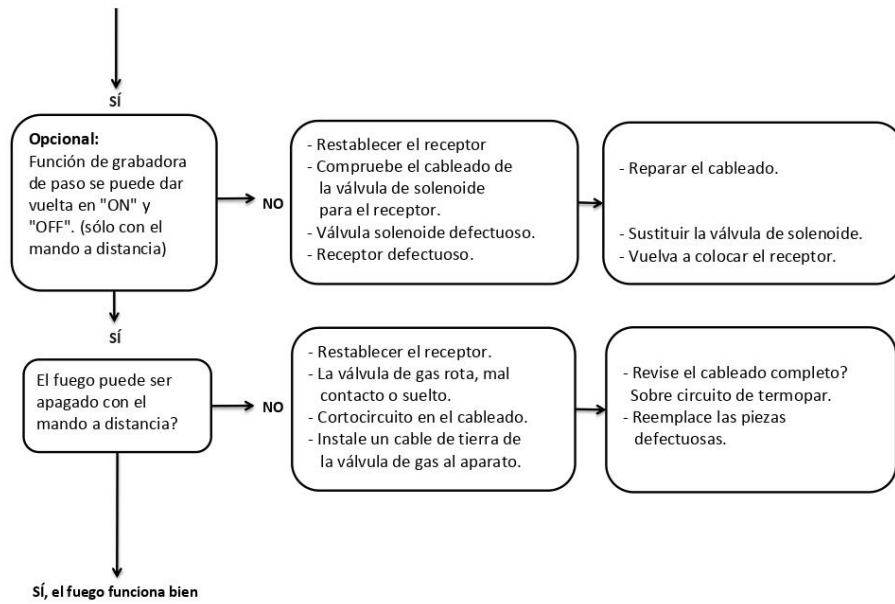 SÍ
Opcional:
Función de grabadora
de paso se puede dar
vuelta en "ON" y
"OFF". (sólo con el
mando a distancia)
NO
- Restablecer el receptor
- Compruebe el cableado de
la válvula de solenoide
para el receptor.
- Válvula solenoide defectuoso.
- Receptor defectuoso.
- Reparar el cableado.
- Sustituir la válvula de solenoide.
- Vuelva a colocar el receptor.
SÍ
El fuego puede ser
apagado con el
mando a distancia?
NO
- Restablecer el receptor.
- La válvula de gas rota, mal
contacto o suelto.
- Cortocircuito en el cableado.
- Instale un cable de tierra de
la válvula de gas al aparato.
- Revise el cableado completo?
Sobre circuito de termopar.
- Reemplace las piezas
defectuosas.
SÍ, el fuego funciona bien